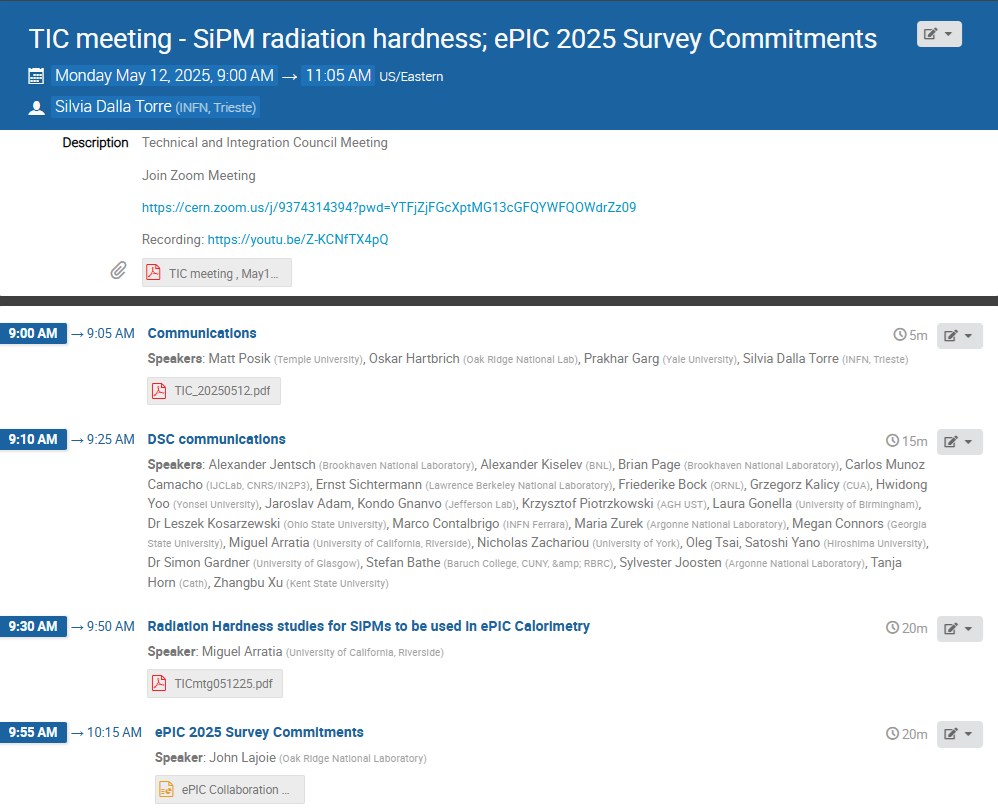 TIC meeting - SiPM radiation hardness; ePIC 2025 Survey Commitments
Monday May 12, 2025, 9:00 AM → 11:05 AM US/Eastern
Silvia Dalla Torre (INFN, Trieste)
Description Technical and Integration Council Meeting
Join Zoom Meeting
https://cern.zoom.us/j/9374314394?pwd=YTFjZjFGcXptMG13cGFQYWFQOWdrZz09
Recording: https://youtu.be/Z-KCNfTX4pQ
TIC meeting , May1...
9:00 AM → 9:05 AM Communications 5m
Speakers: Matt Posik (Temple University), Oskar Hartbrich (Oak Ridge National Lab), Prakhar Garg (Yale University), Silvia Dalla Torre (INFN, Trieste)
TIC_20250512.pdf
9:10 AM → 9:25 AM DSC communications 15m
Speakers: Alexander Jentsch (Brookhaven National Laboratory), Alexander Kiselev (BNL), Brian Page (Brookhaven National Laboratory), Carlos Munoz
Camacho (IJCLab, CNRS/IN2P3), Ernst Sichtermann (Lawrence Berkeley National Laboratory), Friederike Bock (ORNL), Grzegorz Kalicy (CUA), Hwidong
Yoo (Yonsei University), Jaroslav Adam, Kondo Gnanvo (Jefferson Lab), Krzysztof Piotrzkowski (AGH UST), Laura Gonella (University of Birmingham),
Dr Leszek Kosarzewski (Ohio State University), Marco Contalbrigo (INFN Ferrara), Maria Zurek (Argonne National Laboratory), Megan Connors (Georgia
State University), Miguel Arratia (University of California, Riverside), Nicholas Zachariou (University of York), Oleg Tsai, Satoshi Yano (Hiroshima University),
Dr Simon Gardner (University of Glasgow), Stefan Bathe (Baruch College, CUNY, &amp; RBRC), Sylvester Joosten (Argonne National Laboratory), Tanja
Horn (Cath), Zhangbu Xu (Kent State University)
9:30 AM → 9:50 AM Radiation Hardness studies for SiPMs to be used in ePIC Calorimetry 20m
Speaker: Miguel Arratia (University of California, Riverside)
TICmtg051225.pdf
9:55 AM → 10:15 AM ePIC 2025 Survey Commitments 20m
Speaker: John Lajoie (Oak Ridge National Laboratory)
ePIC Collaboration ...